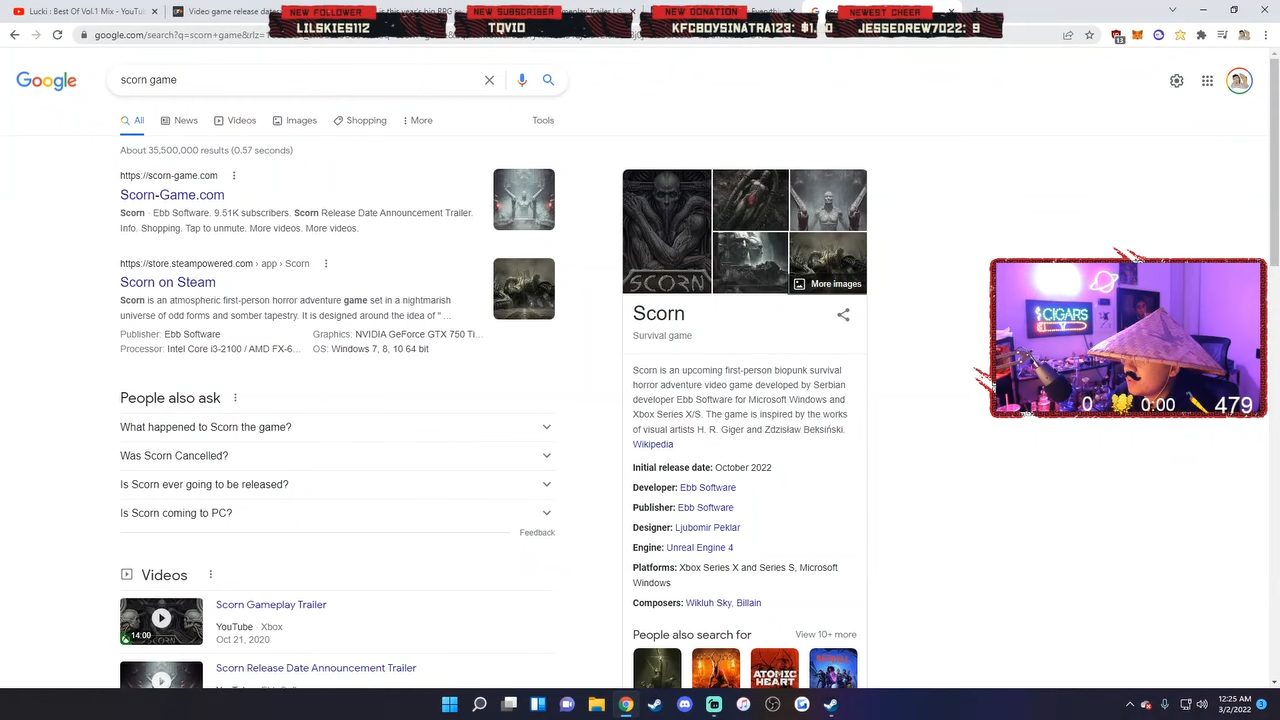 Lucki : Best Of Vol.1 Mix - YouTu
Video game release dates
is this year's big RPG
NEW FOLLOWER
LILSKIES112
NEW SUBSCRIBER
TQVID
NEW DONATION
KFCBOYSINATRA123: $1.00
NEWEST CHEER
JESSEDREW7022: 9
13
Google
scorn game
All
News
Videos
Images
Shopping
More
Tools
About 35,500,000 results (0.57 seconds)
https://scorn-game.com
Scorn-Game.com
Scorn · Ebb Software. 9.51K subscribers. Scorn Release Date Announcement Trailer.
Info. Shopping. Tap to unmute. More videos. More videos.
https://store.steampowered.com › app › Scorn
Scorn on Steam
Scorn is an atmospheric first-person horror adventure game set in a nightmarish
universe of odd forms and somber tapestry. It is designed around the idea of " ...
Publisher: Ebb Software
Graphics: NVIDIA GeForce GTX 750 Ti...
Processor: Intel Core i3-2100 / AMD FX-6...
OS: Windows 7, 8, 10 64 bit
People also ask
What happened to Scorn the game?
Was Scorn Cancelled?
Is Scorn ever going to be released?
Is Scorn coming to PC?
Feedback
Videos
14:00
Scorn Gameplay Trailer
YouTube · Xbox
Oct 21, 2020
Scorn Release Date Announcement Trailer
SCORN
More images
Scorn
Survival game
Scorn is an upcoming first-person biopunk survival
horror adventure video game developed by Serbian
developer Ebb Software for Microsoft Windows and
Xbox Series X/S. The game is inspired by the works
of visual artists H. R. Giger and Zdzisław Beksiński.
Wikipedia
Initial release date: October 2022
Developer: Ebb Software
Publisher: Ebb Software
Designer: Ljubomir Peklar
Engine: Unreal Engine 4
Platforms: Xbox Series X and Series S, Microsoft
Windows
Composers: Wikluh Sky, Billain
People also search for
View 10+ more
ATOMIC
HEART
CIGARS
0
0:00
479
12:25 AM
3/2/2022
3